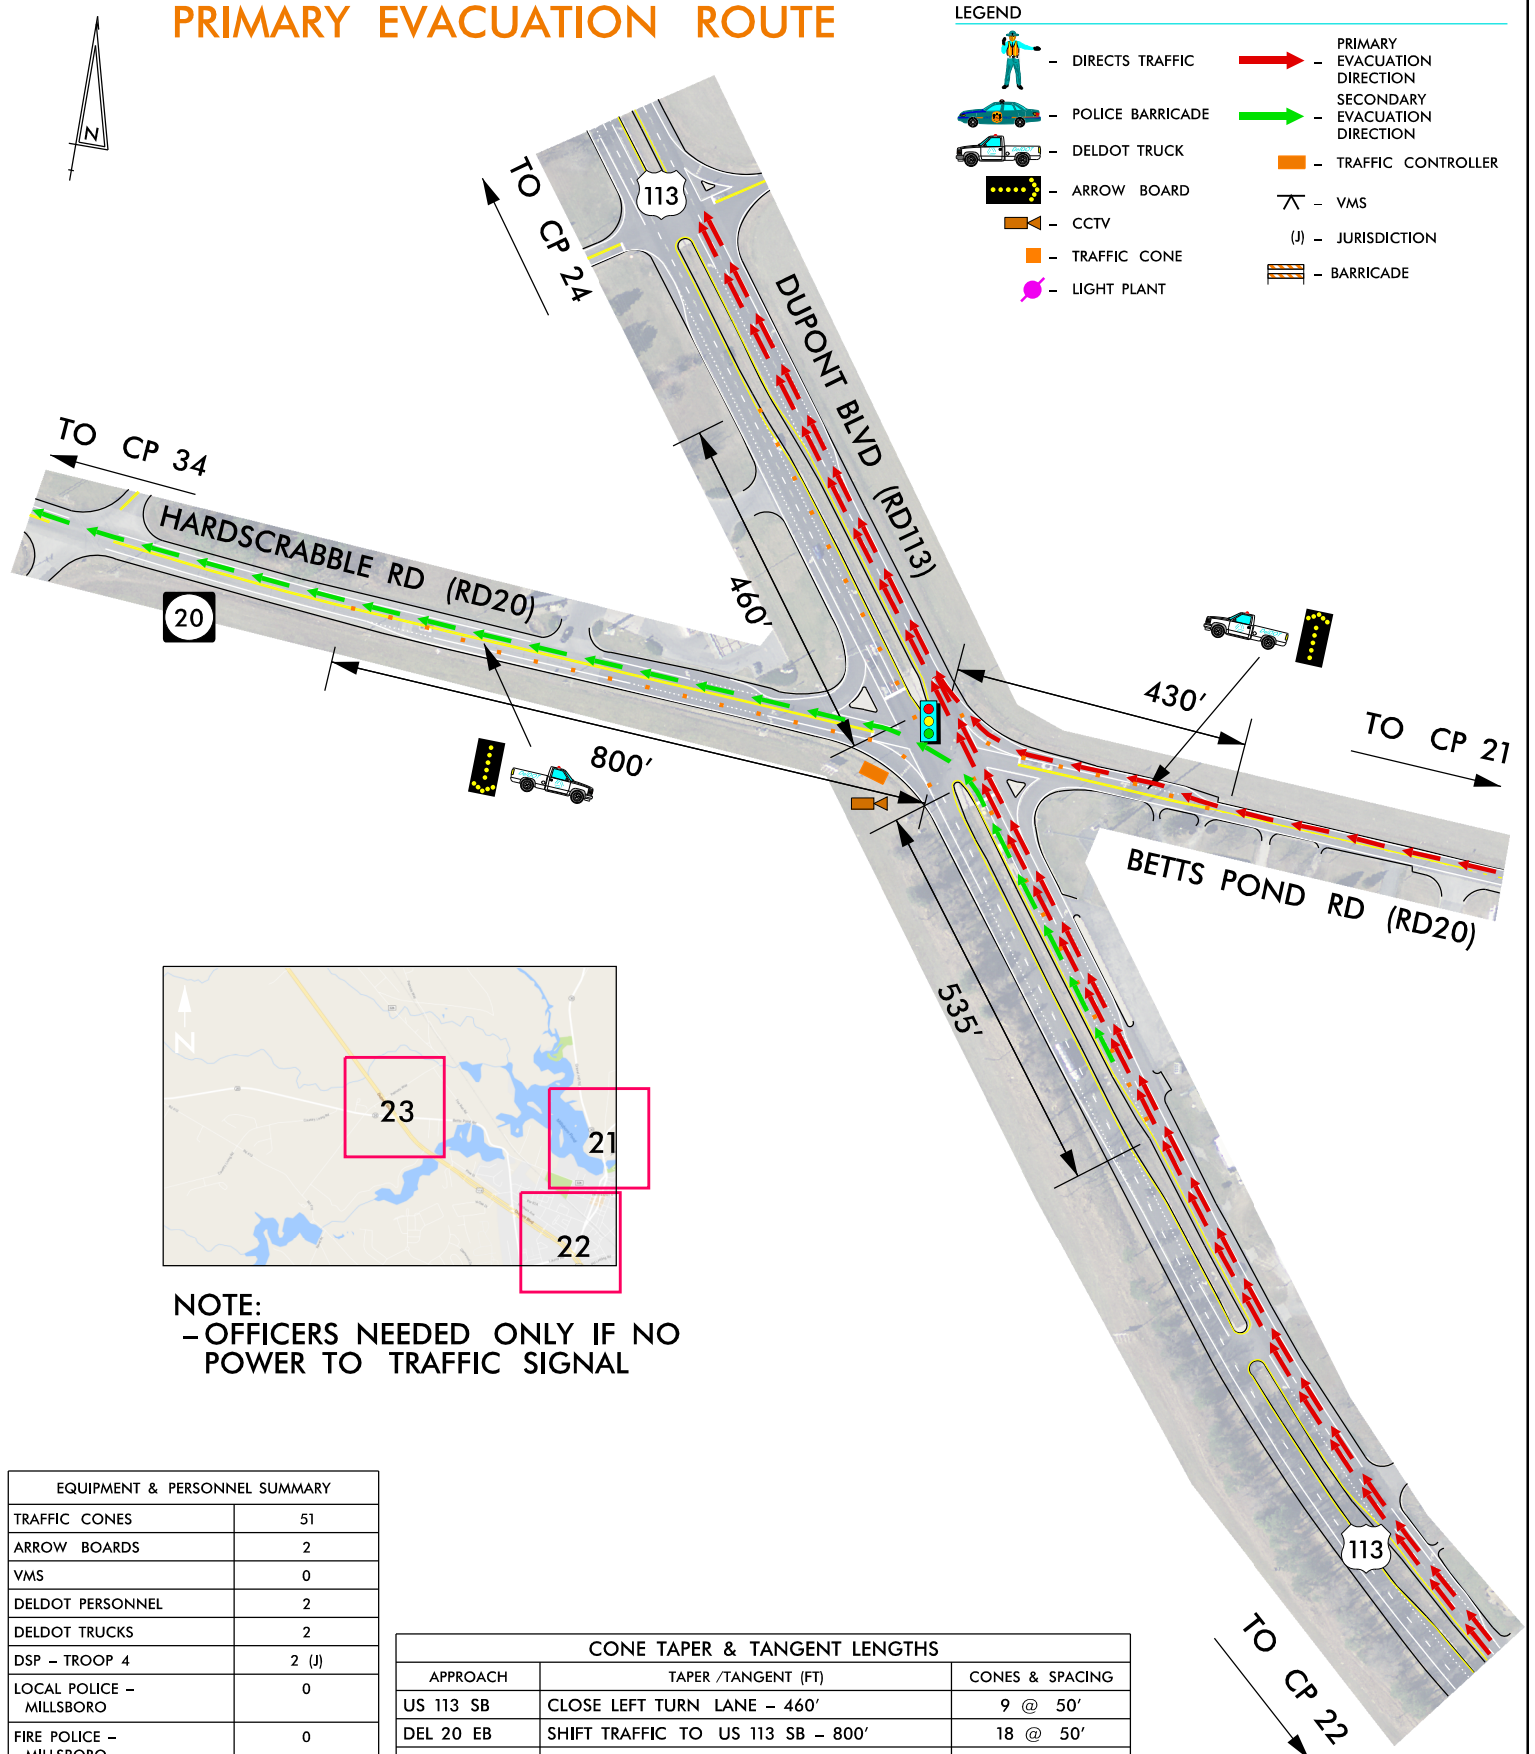 PRIMARY EVACUATION ROUTE
N
LEGEND
– DIRECTS TRAFFIC
– POLICE BARRICADE
– DELDOT TRUCK
– ARROW BOARD
– CCTV
– TRAFFIC CONE
– LIGHT PLANT
– PRIMARY
EVACUATION
DIRECTION
– SECONDARY
EVACUATION
DIRECTION
– TRAFFIC CONTROLLER
– VMS
(J) – JURISDICTION
– BARRICADE
TO CP 24
113
DUPONT BLVD (RD113)
TO CP 34
HARDSCRABBLE RD (RD20)
20
460'
800'
430'
TO CP 21
BETTS POND RD (RD20)
535'
N
23
21
22
NOTE:
– OFFICERS NEEDED ONLY IF NO
POWER TO TRAFFIC SIGNAL
113
TO CP 22
EQUIPMENT & PERSONNEL SUMMARY
TRAFFIC CONES 51
ARROW BOARDS 2
VMS 0
DELDOT PERSONNEL 2
DELDOT TRUCKS 2
DSP – TROOP 4 2 (J)
LOCAL POLICE – 0
MILLSBORO
FIRE POLICE – 0
MILLSBORO
CONE TAPER & TANGENT LENGTHS
APPROACH TAPER /TANGENT (FT) CONES & SPACING
US 113 SB CLOSE LEFT TURN LANE – 460' 9 @ 50'
DEL 20 EB SHIFT TRAFFIC TO US 113 SB – 800' 18 @ 50'